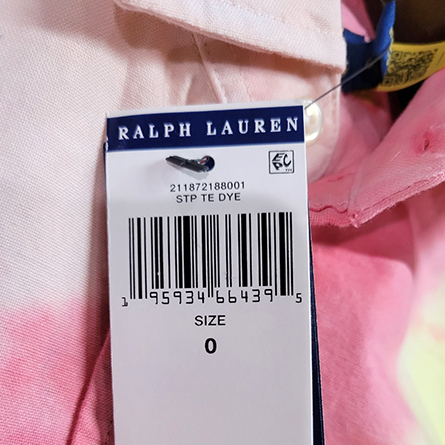 RALPH LAUREN
211872188001
STP TE DYE
1 95934 66439 5
SIZE
0